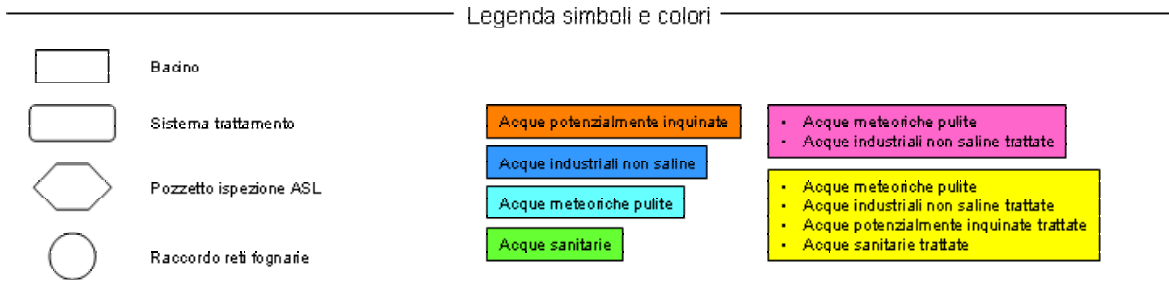 Legenda simboli e colori
Bacino
Sistema trattamento
Pozzetto ispezione ASL
Raccordo reti fognarie
Acque potenzialmente inquinate
Acque industriali non saline
Acque meteoriche pulite
Acque sanitarie
• Acque meteoriche pulite
• Acque industriali non saline trattate
• Acque meteoriche pulite
• Acque industriali non saline trattate
• Acque potenzialmente inquinate trattate
• Acque sanitarie trattate